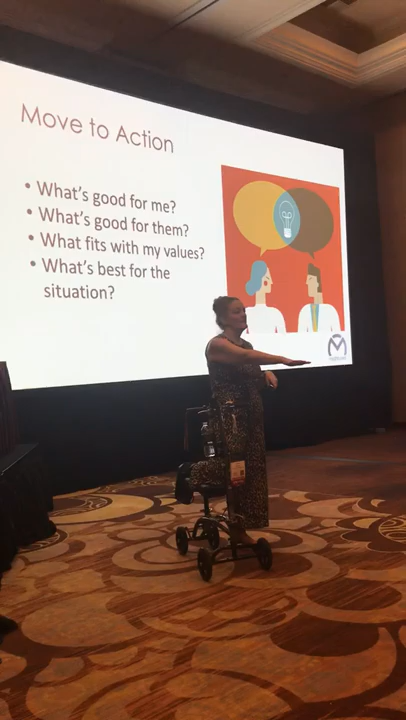 Move to Action
• What's good for me?
• What's good for them?
• What fits with my values?
• What's best for the
situation?